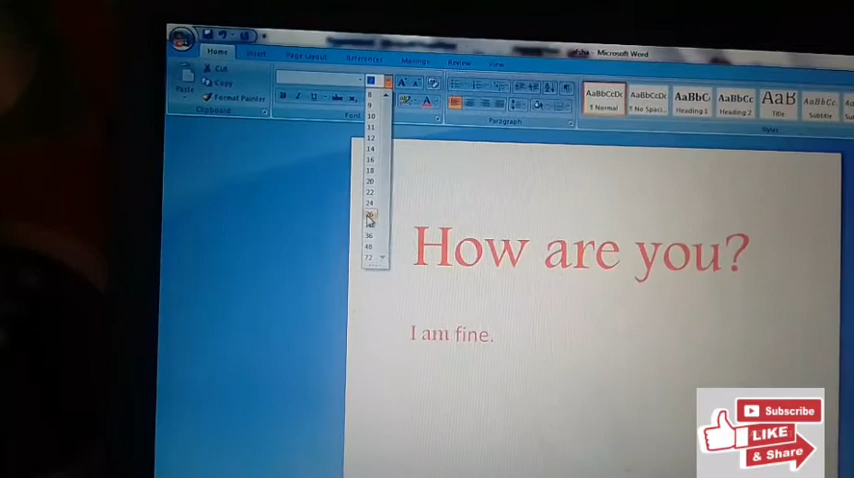 - Microsoft Word
Home
Insert
Page Layout
References
Mailings
Review
View
Cut
Copy
Format Painter
Paste
Clipboard
Font
Paragraph
Styles
AaBbCcDc
AaBbCcDc
AaBbC
AaBbCc
AaB
AaBbCc.
¶ Normal
¶ No Spaci...
Heading 1
Heading 2
Title
Subtitle
8
9
10
11
12
14
16
18
20
22
24
26
36
48
72
How are you?
I am fine.
Subscribe
LIKE
& Share